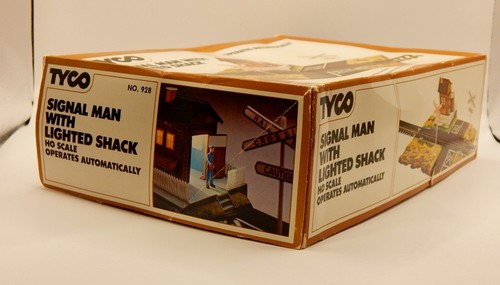 TYCO
NO. 928
SIGNAL MAN
WITH
LIGHTED SHACK
HO SCALE
OPERATES AUTOMATICALLY
TYCO
SIGNAL MAN
WITH
LIGHTED SHACK
HO SCALE
OPERATES AUTOMATICALLY